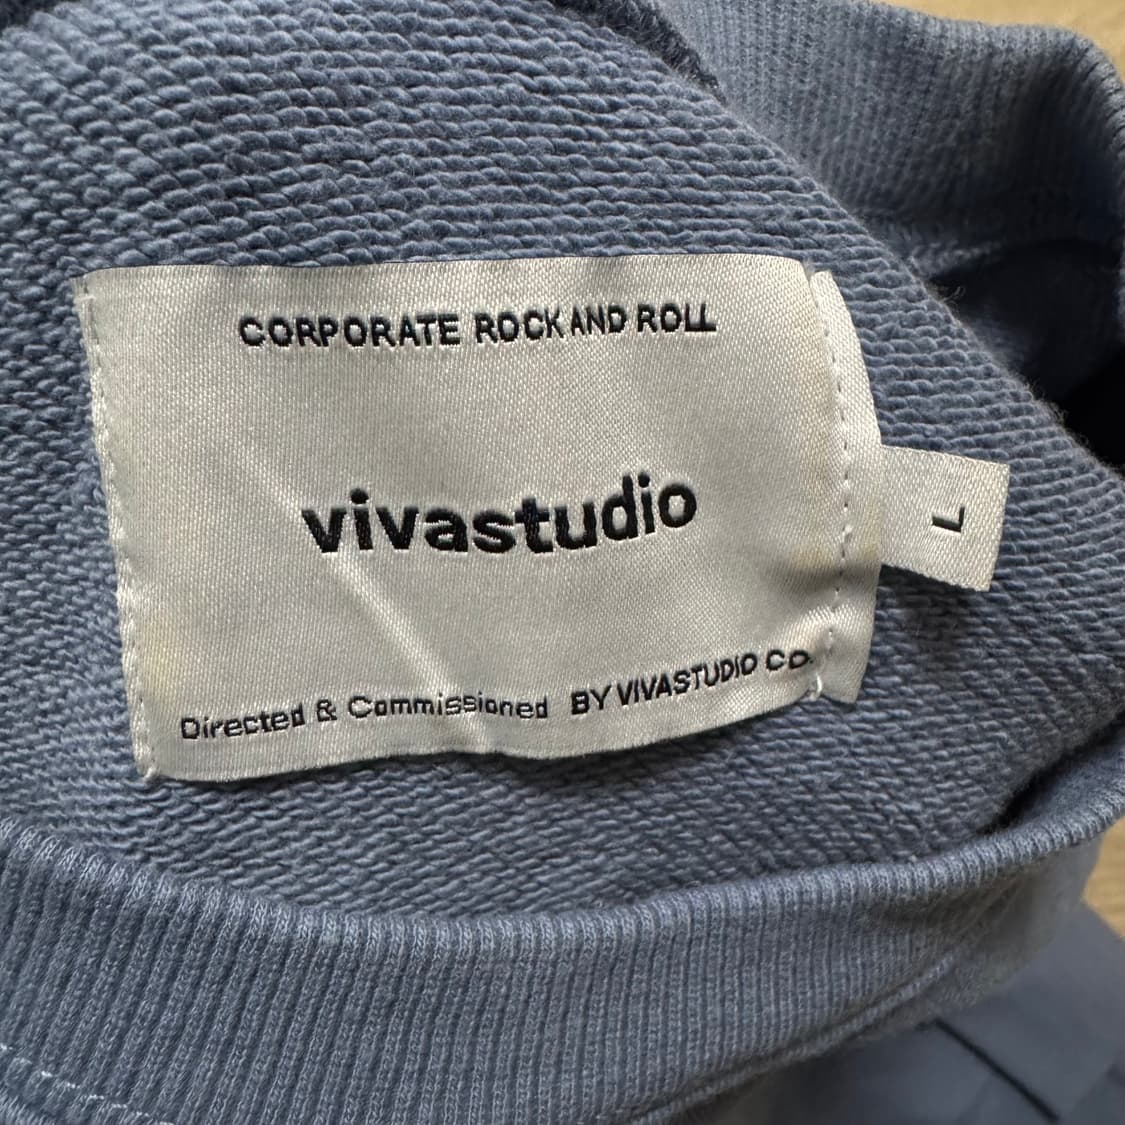 CORPORATE ROCK AND ROLL
vivastudio
L
Directed & Commissioned BY VIVASTUDIO CO.